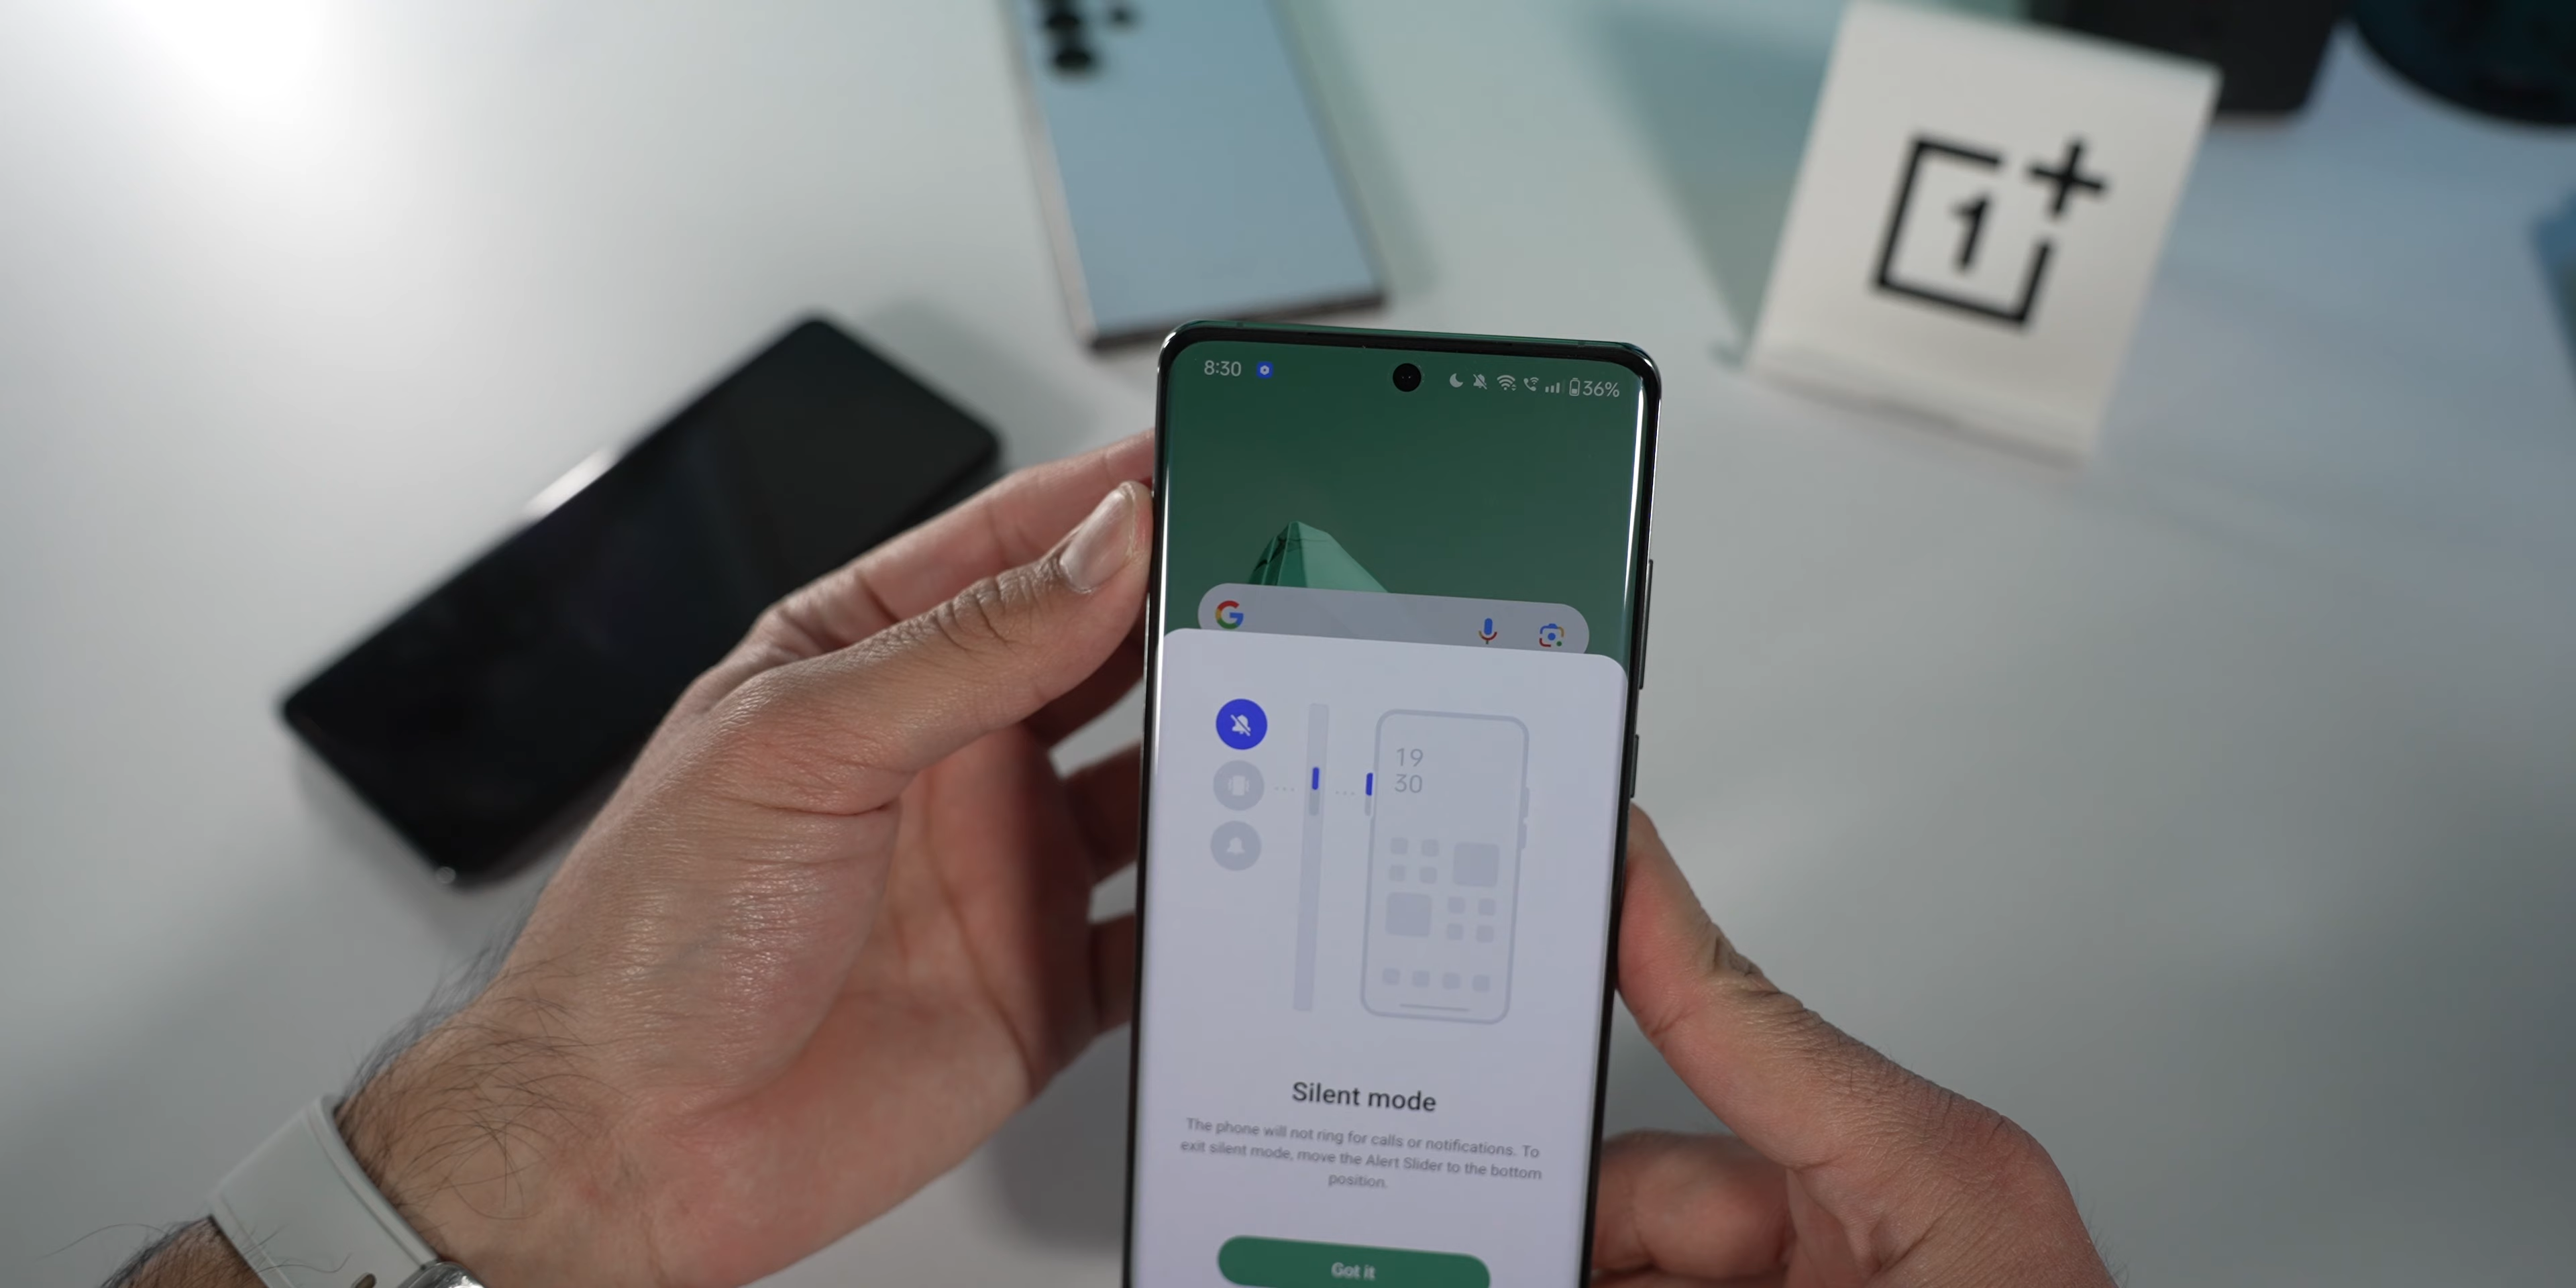 1+
8:30
36%
G
19
30
Silent mode
The phone will not ring for calls or notifications. To
exit silent mode, move the Alert Slider to the bottom
position.
Got it